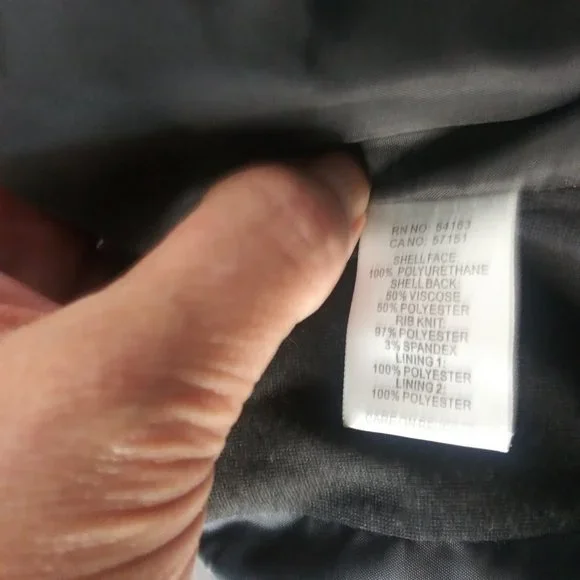 RN NO: 54163
CA NO: 57151
SHELL FACE:
100% POLYURETHANE
SHELL BACK:
50% VISCOSE
50% POLYESTER
RIB KNIT:
97% POLYESTER
3% SPANDEX
LINING 1:
100% POLYESTER
LINING 2:
100% POLYESTER